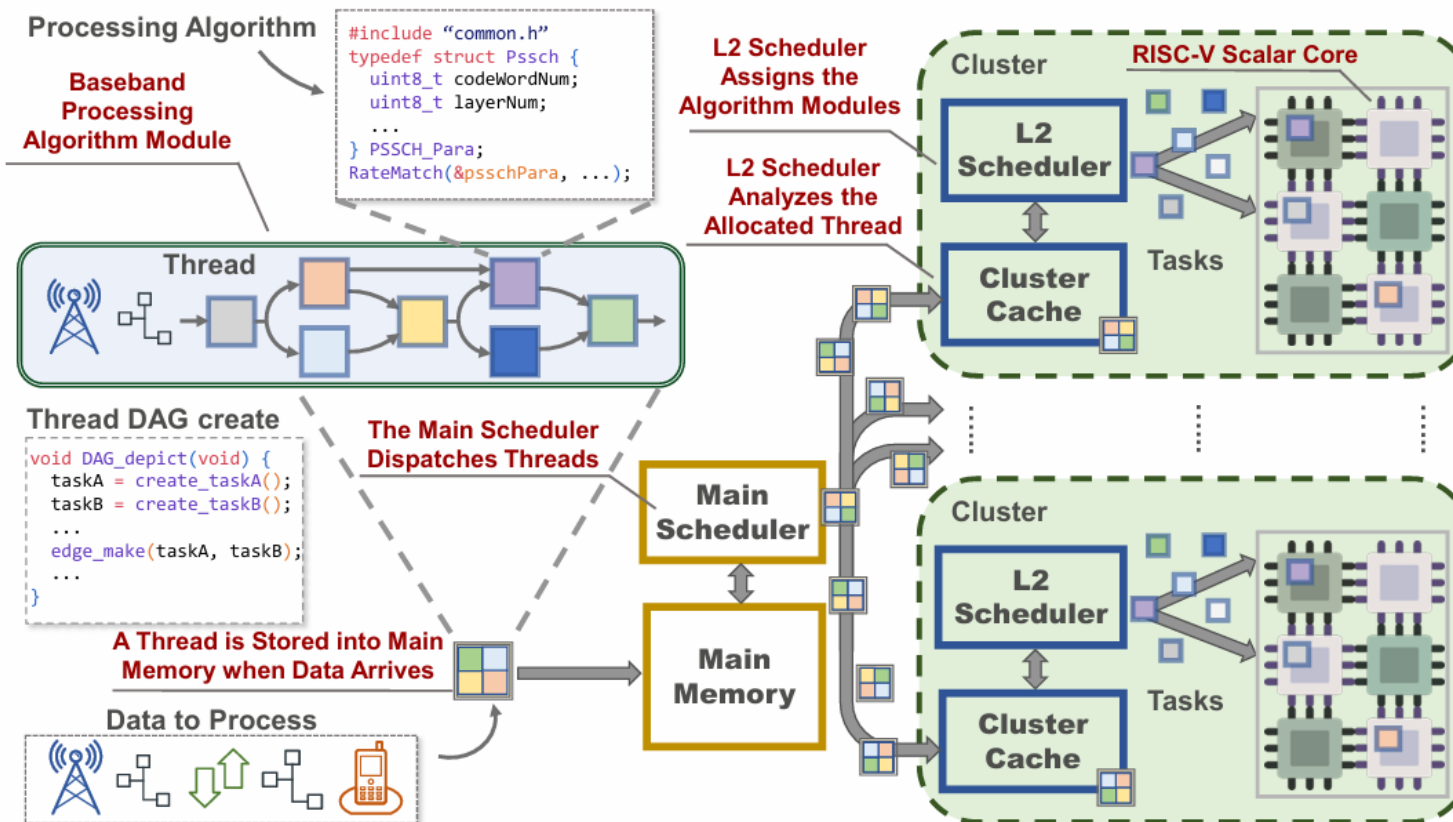 Processing Algorithm
#include “common.h”
typedef struct Pssch {
uint8_t codeWordNum;
uint8_t layerNum;
...
} PSSCH_Para;
RateMatch(&psschPara, ...);
Baseband
Processing
Algorithm Module
Thread
Thread DAG create
void DAG_depict(void) {
taskA = create_taskA();
taskB = create_taskB();
...
edge_make(taskA, taskB);
...
}
A Thread is Stored into Main
Memory when Data Arrives
Data to Process
The Main Scheduler
Dispatches Threads
Main
Scheduler
Main
Memory
L2 Scheduler
Assigns the
Algorithm Modules
L2 Scheduler
Analyzes the
Allocated Thread
Cluster
RISC-V Scalar Core
L2
Scheduler
Cluster
Cache
Tasks
Cluster
L2
Scheduler
Cluster
Cache
Tasks